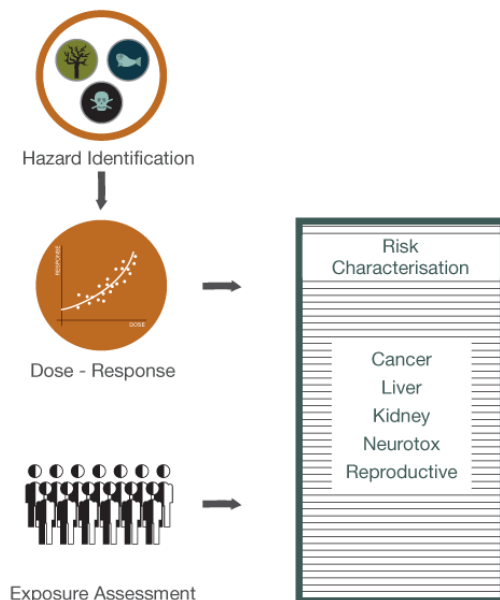 Hazard Identification
RESPONSE
DOSE
Dose - Response
Exposure Assessment
Risk
Characterisation
Cancer
Liver
Kidney
Neurotox
Reproductive